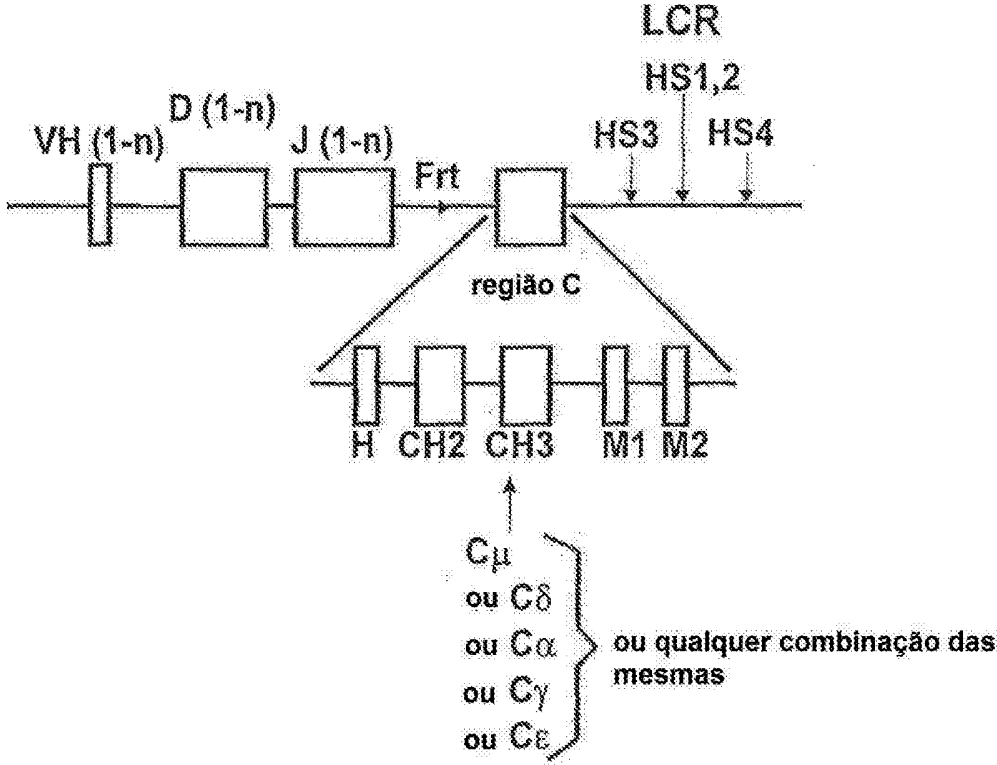 LCR
HS1,2
HS3
HS4
VH (1-n)
D (1-n)
J (1-n)
Frt
região C
H
CH2
CH3
M1
M2
Cμ
ou Cδ
ou Cα
ou Cγ
ou Cε
ou qualquer combinação das
mesmas